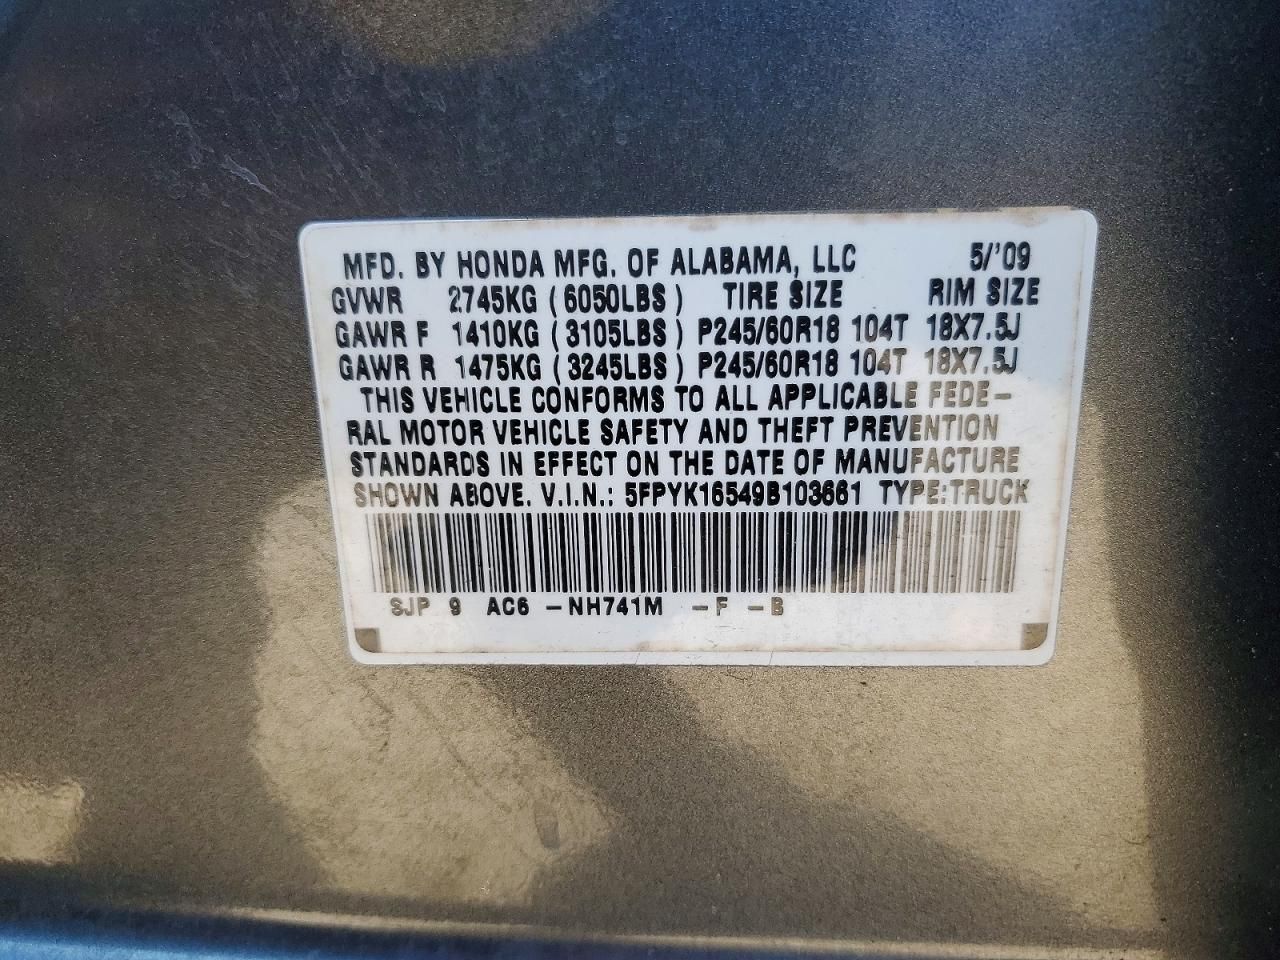 MFD. BY HONDA MFG. OF ALABAMA, LLC 5/'09
GVWR 2745KG (6050LBS) TIRE SIZE RIM SIZE
GAWR F 1410KG (3105LBS) P245/60R18 104T 18X7.5J
GAWR R 1475KG (3245LBS) P245/60R18 104T 18X7.5J
THIS VEHICLE CONFORMS TO ALL APPLICABLE FEDE-
RAL MOTOR VEHICLE SAFETY AND THEFT PREVENTION
STANDARDS IN EFFECT ON THE DATE OF MANUFACTURE
SHOWN ABOVE. V.I.N.: 5FPYK16549B103661 TYPE:TRUCK
SJP 9 AC6 -NH741M -F -B